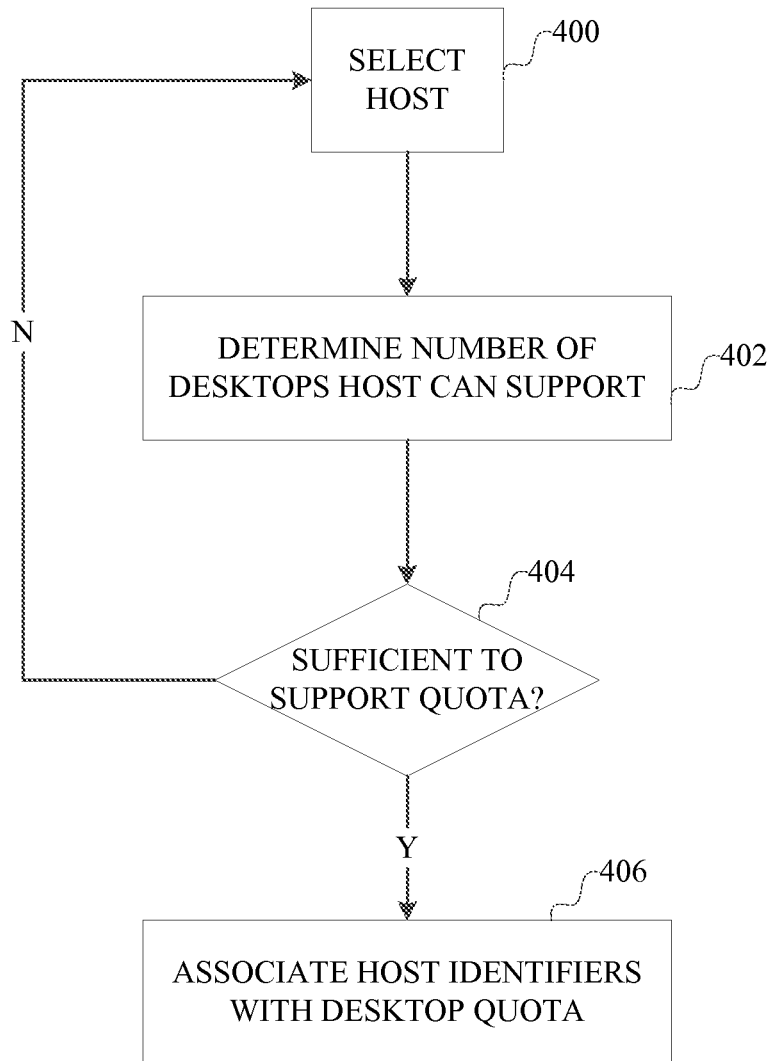 400
SELECT
HOST
N
DETERMINE NUMBER OF
DESKTOPS HOST CAN SUPPORT
402
404
SUFFICIENT TO
SUPPORT QUOTA?
Y
406
ASSOCIATE HOST IDENTIFIERS
WITH DESKTOP QUOTA